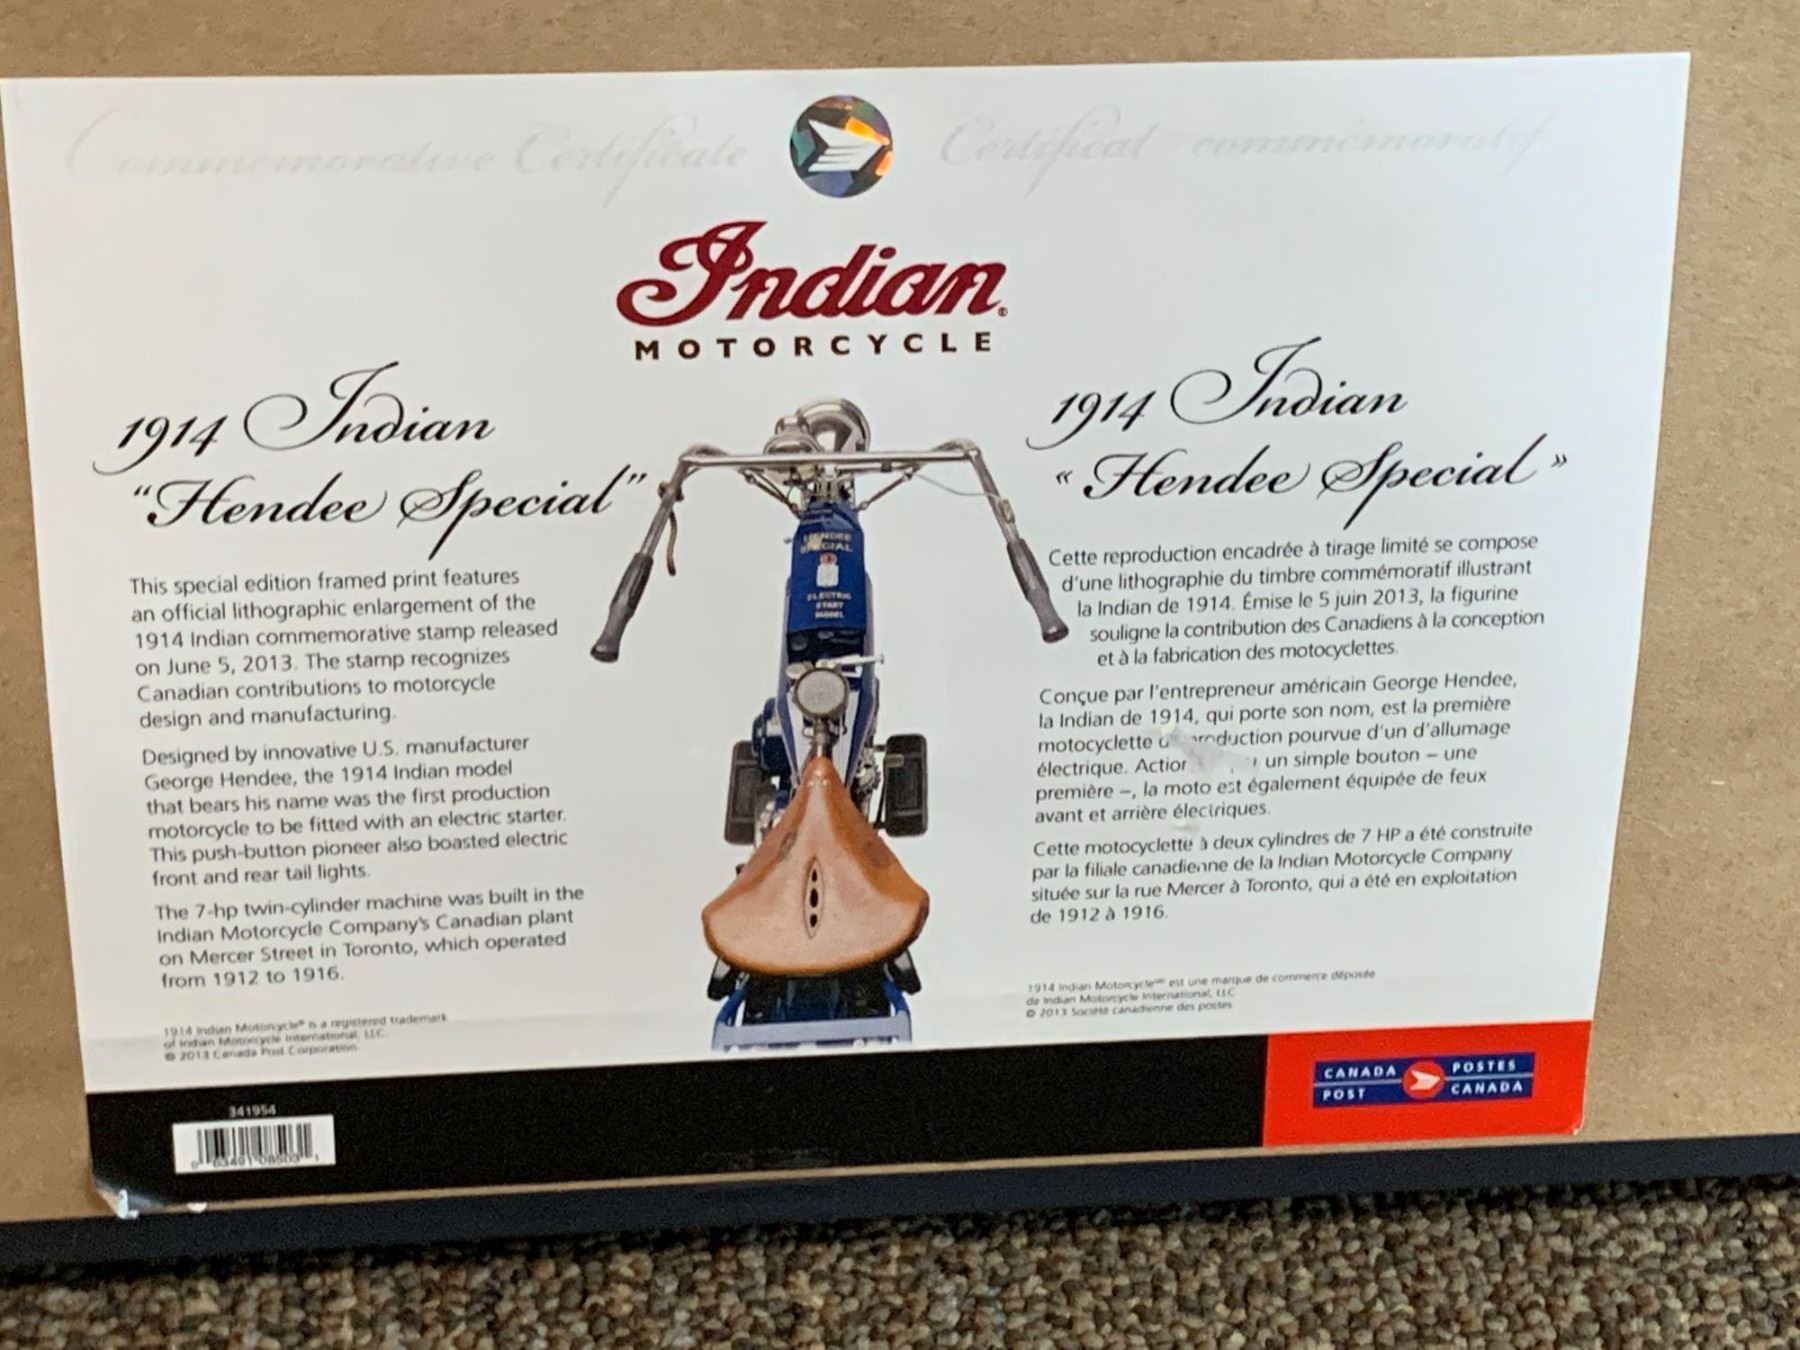 Commemorative Certificate
Certificat commémoratif
Indian®
MOTORCYCLE
1914 Indian
“Hendee Special”
This special edition framed print features
an official lithographic enlargement of the
1914 Indian commemorative stamp released
on June 5, 2013. The stamp recognizes
Canadian contributions to motorcycle
design and manufacturing.
Designed by innovative U.S. manufacturer
George Hendee, the 1914 Indian model
that bears his name was the first production
motorcycle to be fitted with an electric starter.
This push-button pioneer also boasted electric
front and rear tail lights.
The 7-hp twin-cylinder machine was built in the
Indian Motorcycle Company's Canadian plant
on Mercer Street in Toronto, which operated
from 1912 to 1916.
1914 Indian Motorcycle® is a registered trademark
of Indian Motorcycle International, LLC.
© 2013 Canada Post Corporation
HENDEE
SPECIAL
ELECTRIC
START
MODEL
1914 Indian
« Hendee Special »
Cette reproduction encadrée à tirage limité se compose
d'une lithographie du timbre commémoratif illustrant
la Indian de 1914. Émise le 5 juin 2013, la figurine
souligne la contribution des Canadiens à la conception
et à la fabrication des motocyclettes.
Conçue par l'entrepreneur américain George Hendee,
la Indian de 1914, qui porte son nom, est la première
motocyclette pourvue d'un d'allumage
électrique. un simple bouton – une
première –, la moto est également équipée de feux
avant et arrière électriques.
Cette motocyclette à deux cylindres de 7 HP a été construite
par la filiale canadienne de la Indian Motorcycle Company
située sur la rue Mercer à Toronto, qui a été en exploitation
de 1912 à 1916.
1914 Indian Motorcycle est une marque de commerce déposée
de Indian Motorcycle International, LLC
© 2013 Société canadienne des postes
341954
0 63491 08503 1
CANADA POST
POSTES CANADA